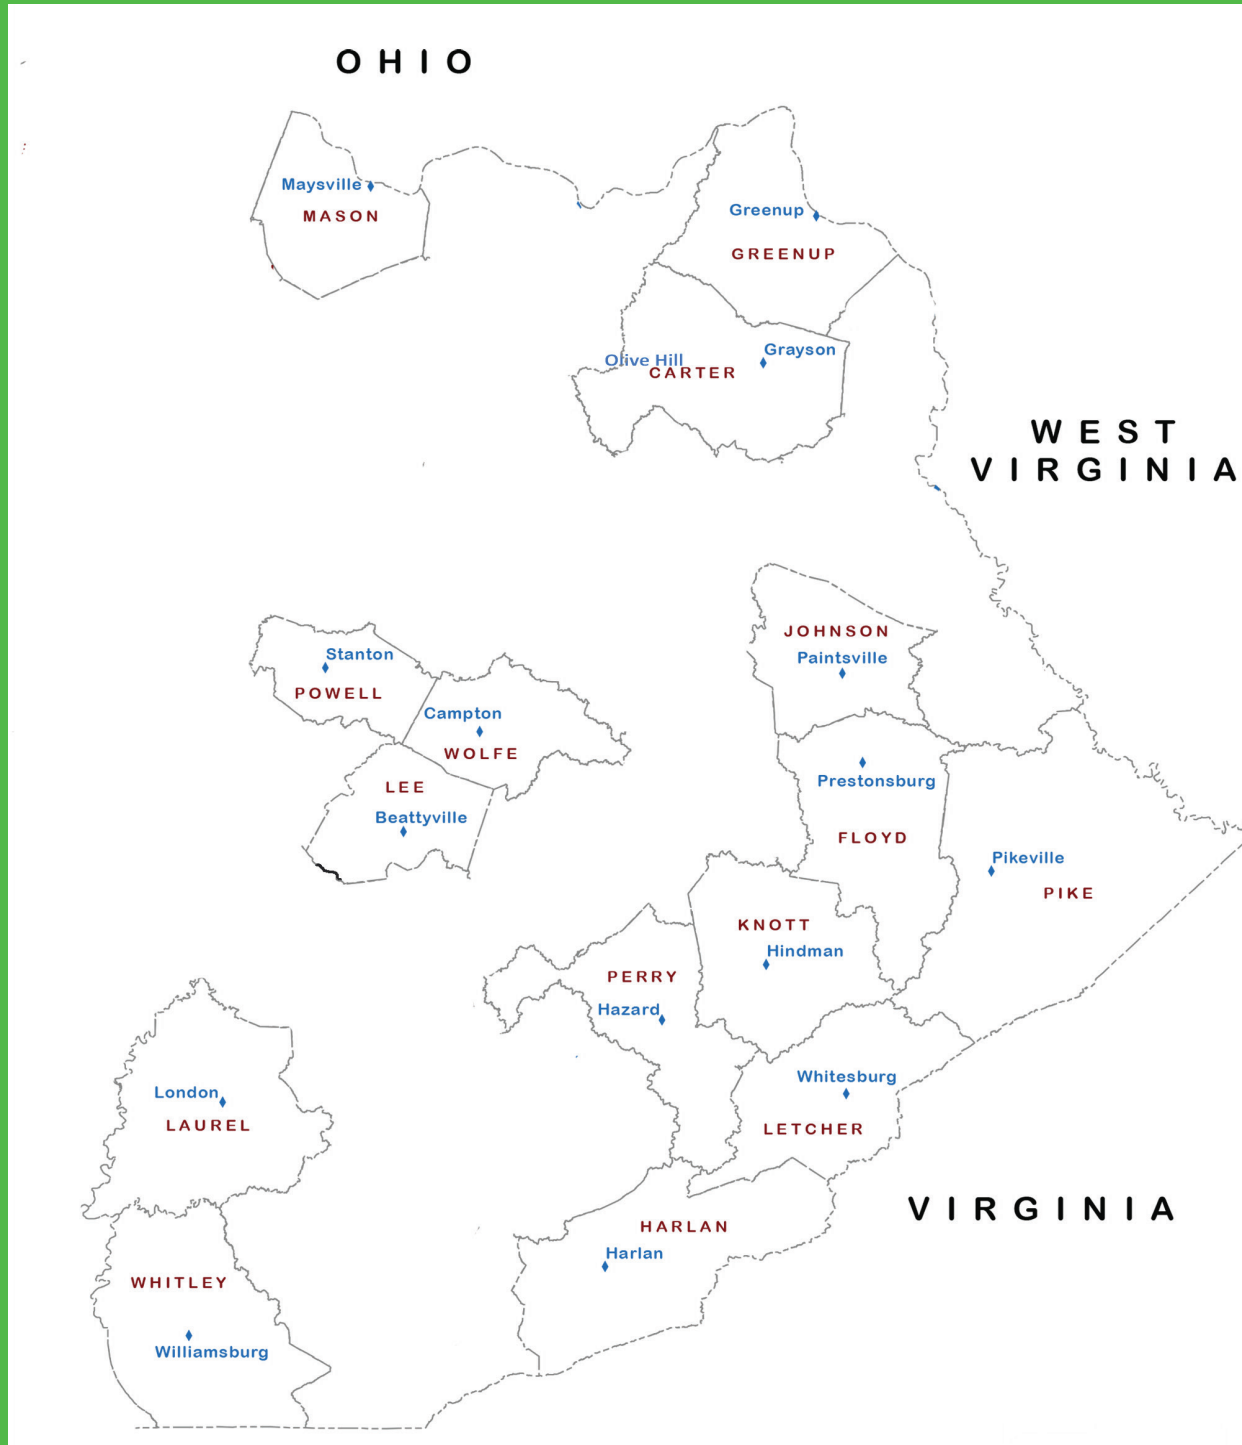 OHIO
Maysville
MASON
Greenup
GREENUP
Grayson
Olive Hill
CARTER
WEST
VIRGINIA
JOHNSON
Paintsville
Stanton
POWELL
Campton
WOLFE
Prestonsburg
LEE
Beattyville
FLOYD
Pikeville
PIKE
KNOTT
Hindman
PERRY
Hazard
Whitesburg
London
LAUREL
LETCHER
VIRGINIA
HARLAN
Harlan
WHITLEY
Williamsburg